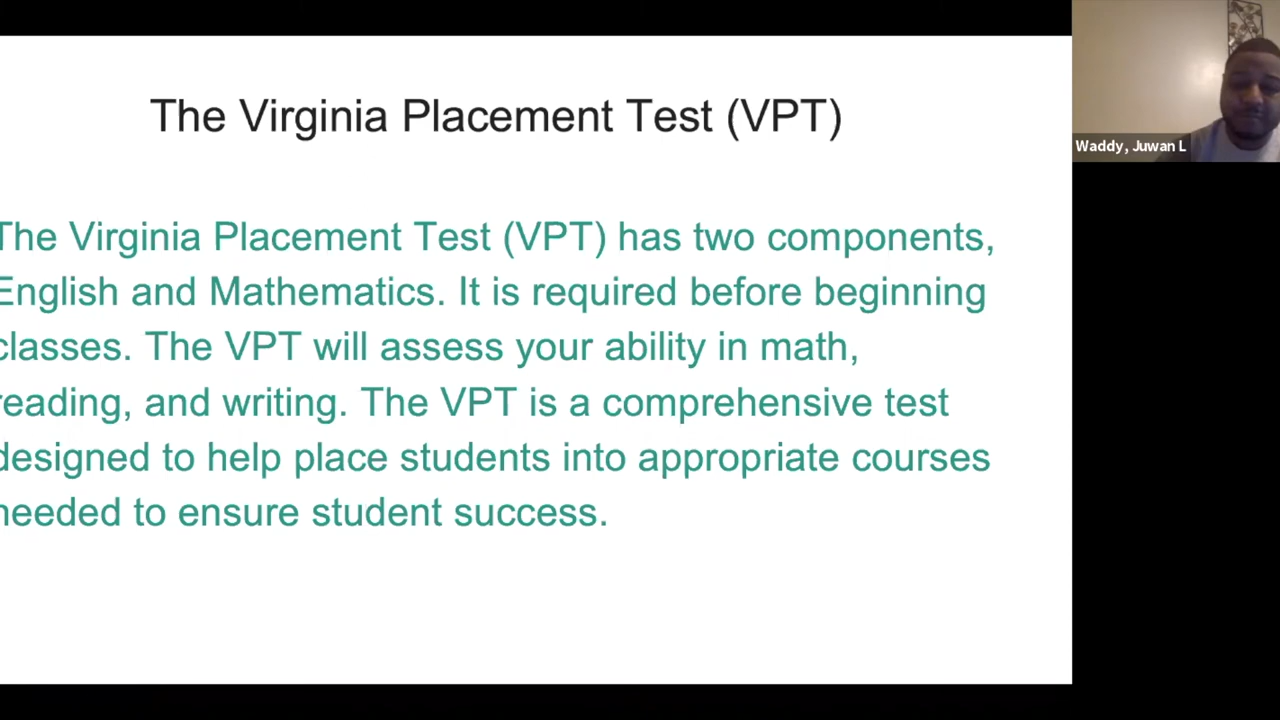 The Virginia Placement Test (VPT)
Waddy, Juwan L
The Virginia Placement Test (VPT) has two components,
English and Mathematics. It is required before beginning
classes. The VPT will assess your ability in math,
reading, and writing. The VPT is a comprehensive test
designed to help place students into appropriate courses
needed to ensure student success.